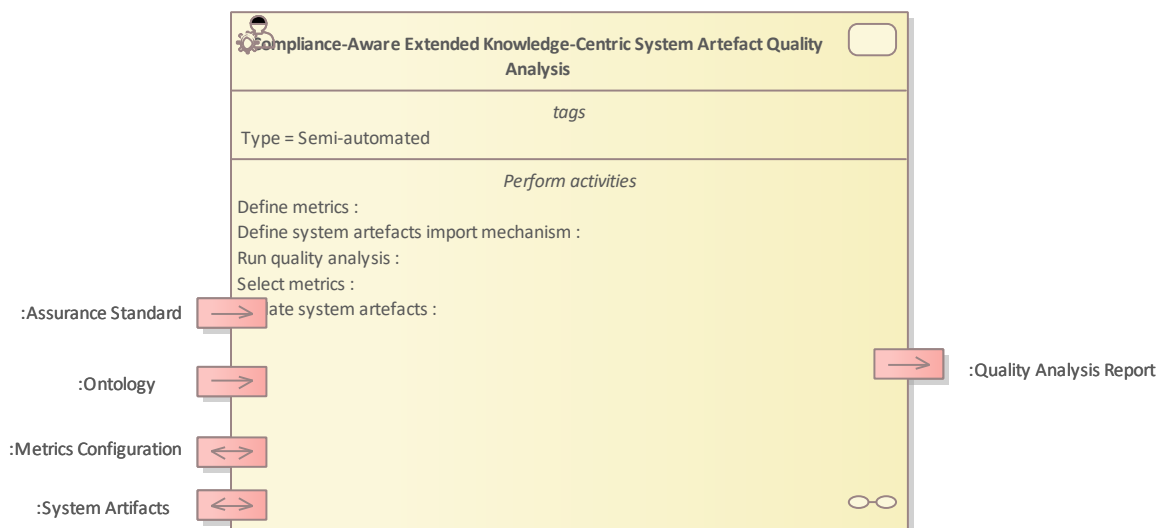 Compliance-Aware Extended Knowledge-Centric System Artefact Quality
Analysis
tags
Type = Semi-automated
Perform activities
Define metrics :
Define system artefacts import mechanism :
Run quality analysis :
Select metrics :
system artefacts :
:Assurance Standard
:Ontology
:Metrics Configuration
:System Artifacts
:Quality Analysis Report